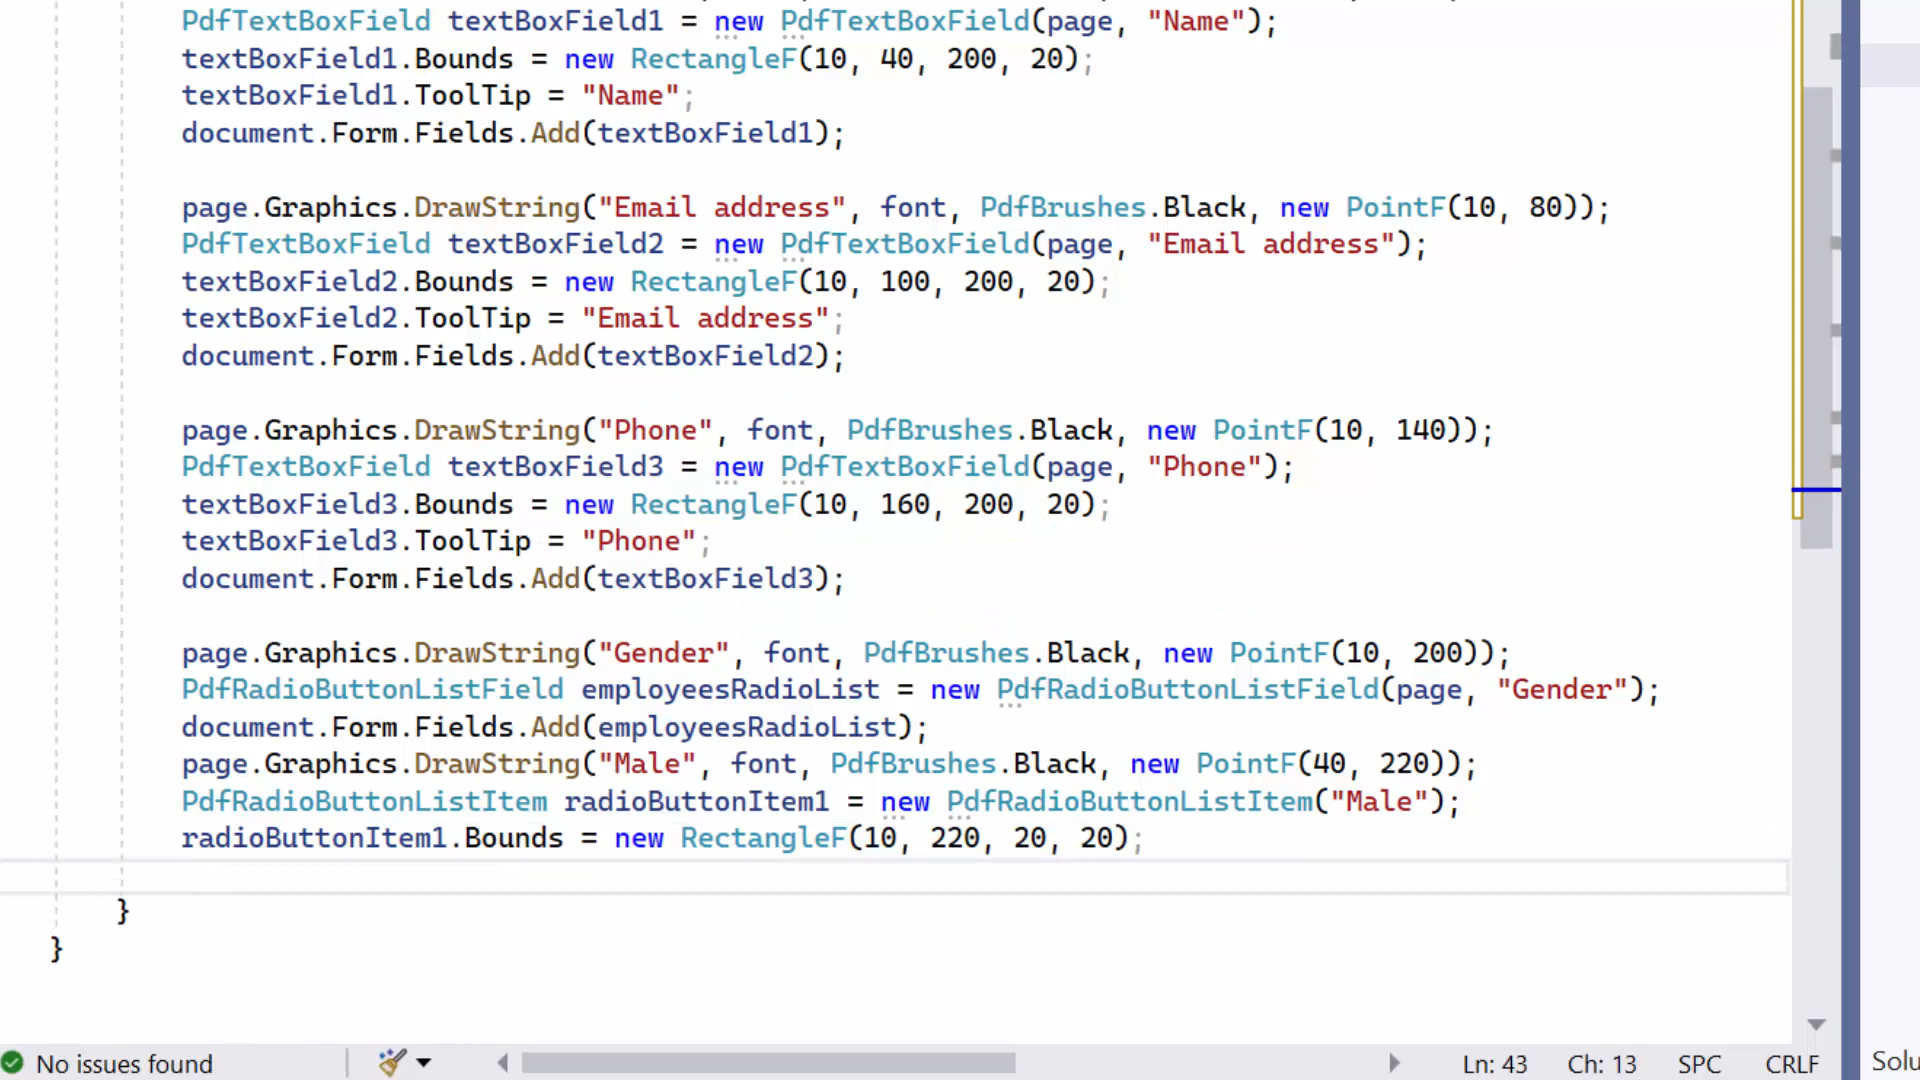 PdfTextBoxField textBoxField1 = new PdfTextBoxField(page, "Name");
textBoxField1.Bounds = new RectangleF(10, 40, 200, 20);
textBoxField1.ToolTip = "Name";
document.Form.Fields.Add(textBoxField1);
page.Graphics.DrawString("Email address", font, PdfBrushes.Black, new PointF(10, 80));
PdfTextBoxField textBoxField2 = new PdfTextBoxField(page, "Email address");
textBoxField2.Bounds = new RectangleF(10, 100, 200, 20);
textBoxField2.ToolTip = "Email address";
document.Form.Fields.Add(textBoxField2);
page.Graphics.DrawString("Phone", font, PdfBrushes.Black, new PointF(10, 140));
PdfTextBoxField textBoxField3 = new PdfTextBoxField(page, "Phone");
textBoxField3.Bounds = new RectangleF(10, 160, 200, 20);
textBoxField3.ToolTip = "Phone";
document.Form.Fields.Add(textBoxField3);
page.Graphics.DrawString("Gender", font, PdfBrushes.Black, new PointF(10, 200));
PdfRadioButtonListField employeesRadioList = new PdfRadioButtonListField(page, "Gender");
document.Form.Fields.Add(employeesRadioList);
page.Graphics.DrawString("Male", font, PdfBrushes.Black, new PointF(40, 220));
PdfRadioButtonListItem radioButtonItem1 = new PdfRadioButtonListItem("Male");
radioButtonItem1.Bounds = new RectangleF(10, 220, 20, 20);
}
}
No issues found Ln: 43 Ch: 13 SPC CRLF Solu